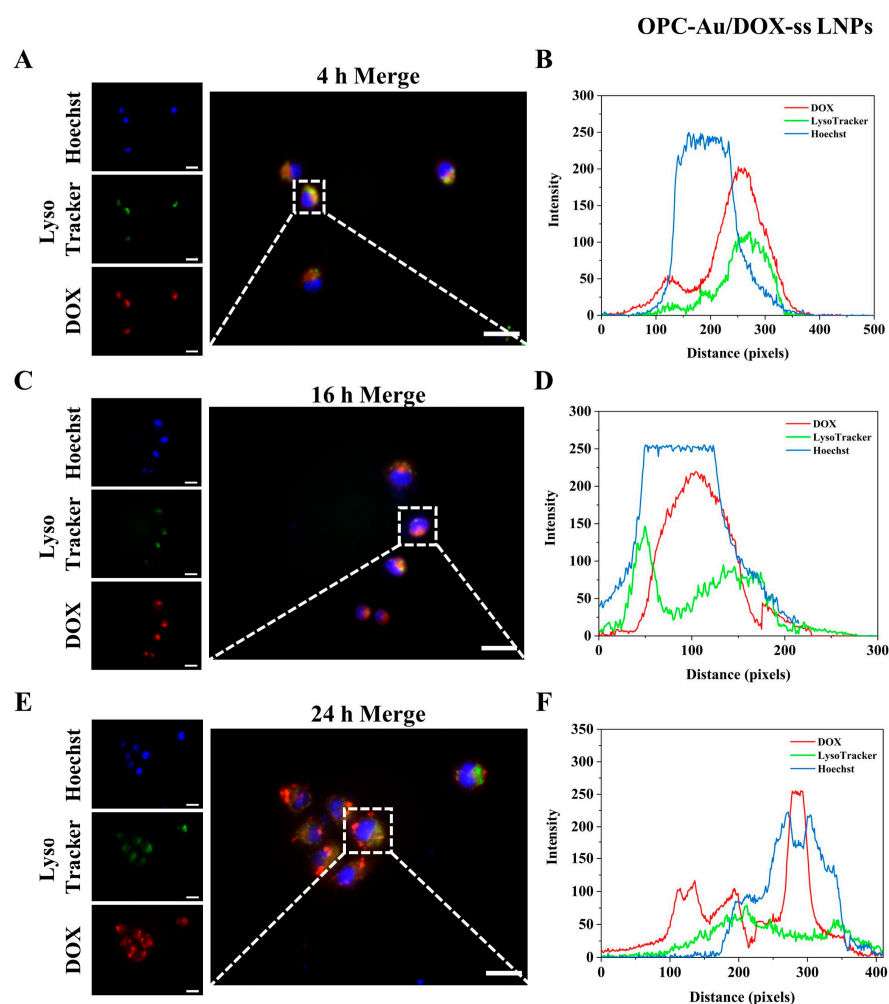 OPC-Au/DOX-ss LNPs
A
4 h Merge
Hoechst
Lyso
Tracker
DOX
B
300
250
200
150
100
50
0
Intensity
DOX
LysoTracker
Hoechst
0
100
200
300
400
500
Distance (pixels)
C
16 h Merge
Hoechst
Lyso
Tracker
DOX
D
300
250
200
150
100
50
0
Intensity
DOX
LysoTracker
Hoechst
0
100
200
300
Distance (pixels)
E
24 h Merge
Hoechst
Lyso
Tracker
DOX
F
350
300
250
200
150
100
50
0
Intensity
DOX
LysoTracker
Hoechst
0
100
200
300
400
Distance (pixels)